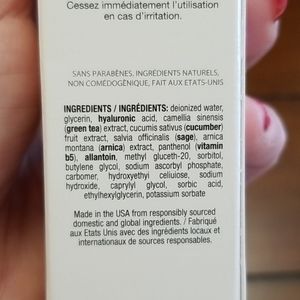 Cessez immédiatement l'utilisation
en cas d'irritation.
SANS PARABÈNES, INGRÉDIENTS NATURELS,
NON COMÉDOGÉNIQUE, FAIT AUX ETATS-UNIS
INGREDIENTS / INGRÉDIENTS: deionized water,
glycerin, hyaluronic acid, camellia sinensis
(green tea) extract, cucumis sativus (cucumber)
fruit extract, salvia officinalis (sage), arnica
montana (arnica) extract, panthenol (vitamin
b5), allantoin, methyl gluceth-20, sorbitol,
butylene glycol, sodium ascorbyl phosphate,
carbomer, hydroxyethyl cellulose, sodium
hydroxide, caprylyl glycol, sorbic acid,
ethylhexylglycerin, potassium sorbate
Made in the USA from responsibly sourced
domestic and global ingredients. / Fabriqué
aux Etats Unis avec des ingrédients locaux et
internationaux de sources responsables.